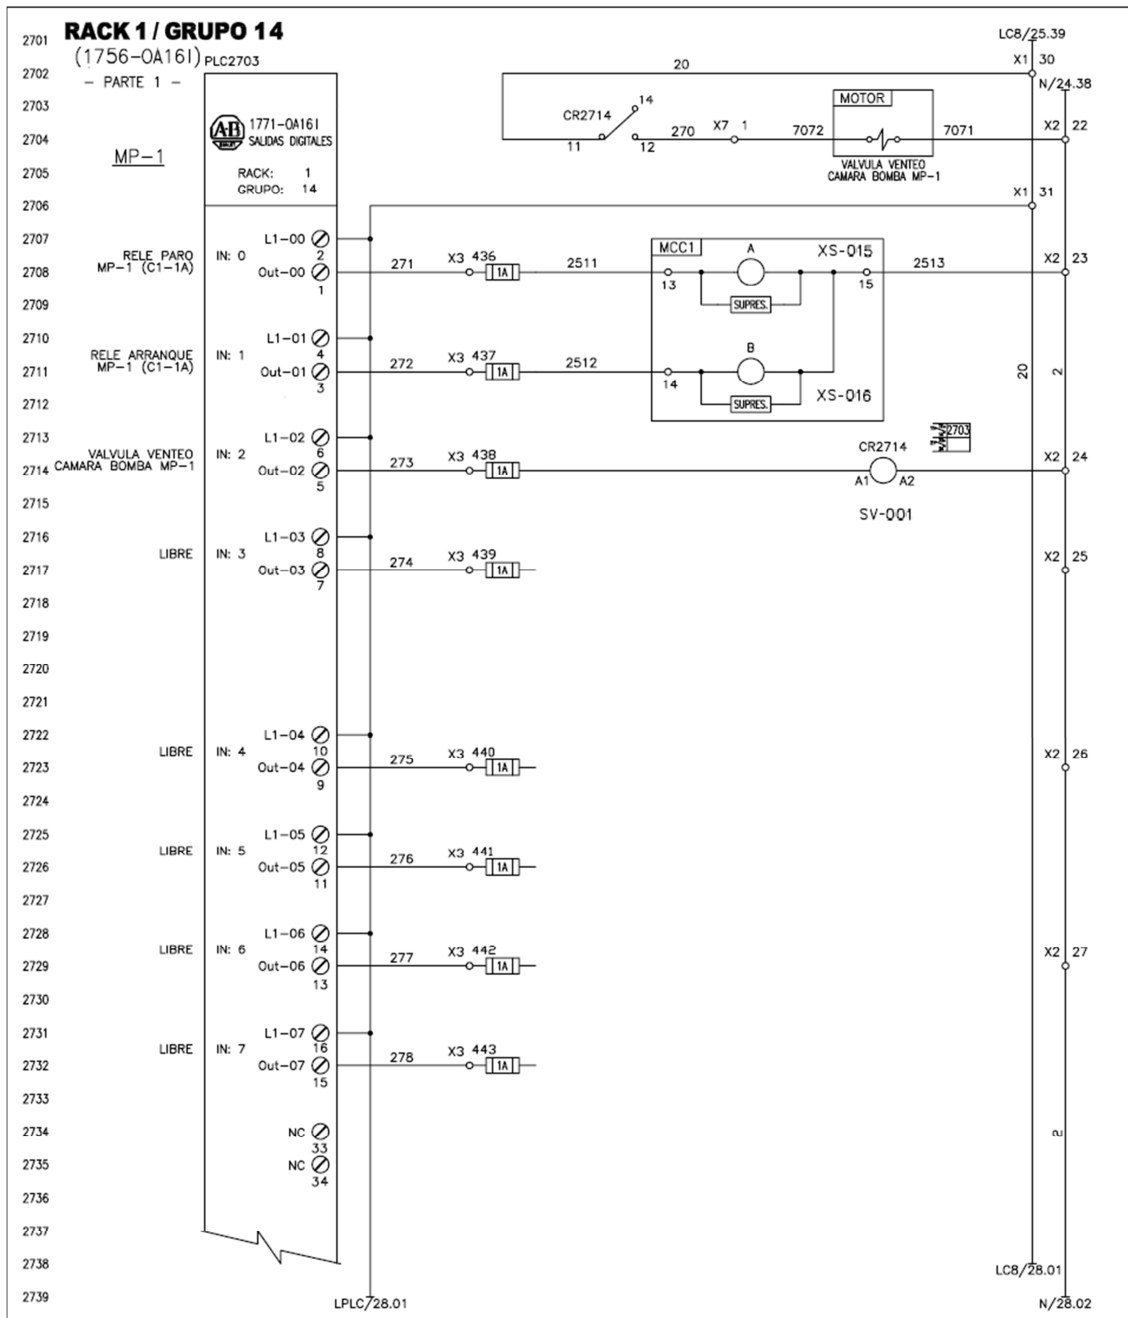 RACK 1 / GRUPO 14
(1756-OA16I) PLC2703
- PARTE 1 -
MP-1
A-B
1771-OA16I
SALIDAS DIGITALES
RACK: 1
GRUPO: 14
LC8/25.39
X1 30
N/24.38
20
CR2714
14
11
12
270
X7 1
7072
MOTOR
7071
X2 22
VALVULA VENTEO
CAMARA BOMBA MP-1
X1 31
2701
2702
2703
2704
2705
2706
2707
2708
2709
2710
2711
2712
2713
2714
2715
2716
2717
2718
2719
2720
2721
2722
2723
2724
2725
2726
2727
2728
2729
2730
2731
2732
2733
2734
2735
2736
2737
2738
2739
RELE PARO
MP-1 (C1-1A)
IN: 0
L1-00
2
Out-00
1
271
X3 436
1A
2511
MCC1
13
A
SUPRES.
XS-015
15
2513
X2 23
RELE ARRANQUE
MP-1 (C1-1A)
IN: 1
L1-01
4
Out-01
3
272
X3 437
1A
2512
14
B
SUPRES.
XS-016
20
2
VALVULA VENTEO
CAMARA BOMBA MP-1
IN: 2
L1-02
6
Out-02
5
273
X3 438
1A
CR2714
2703
A1
A2
SV-001
X2 24
LIBRE
IN: 3
L1-03
8
Out-03
7
274
X3 439
1A
X2 25
LIBRE
IN: 4
L1-04
10
Out-04
9
275
X3 440
1A
X2 26
LIBRE
IN: 5
L1-05
12
Out-05
11
276
X3 441
1A
LIBRE
IN: 6
L1-06
14
Out-06
13
277
X3 442
1A
X2 27
LIBRE
IN: 7
L1-07
16
Out-07
15
278
X3 443
1A
NC
33
NC
34
2
LC8/28.01
LPLC/28.01
N/28.02